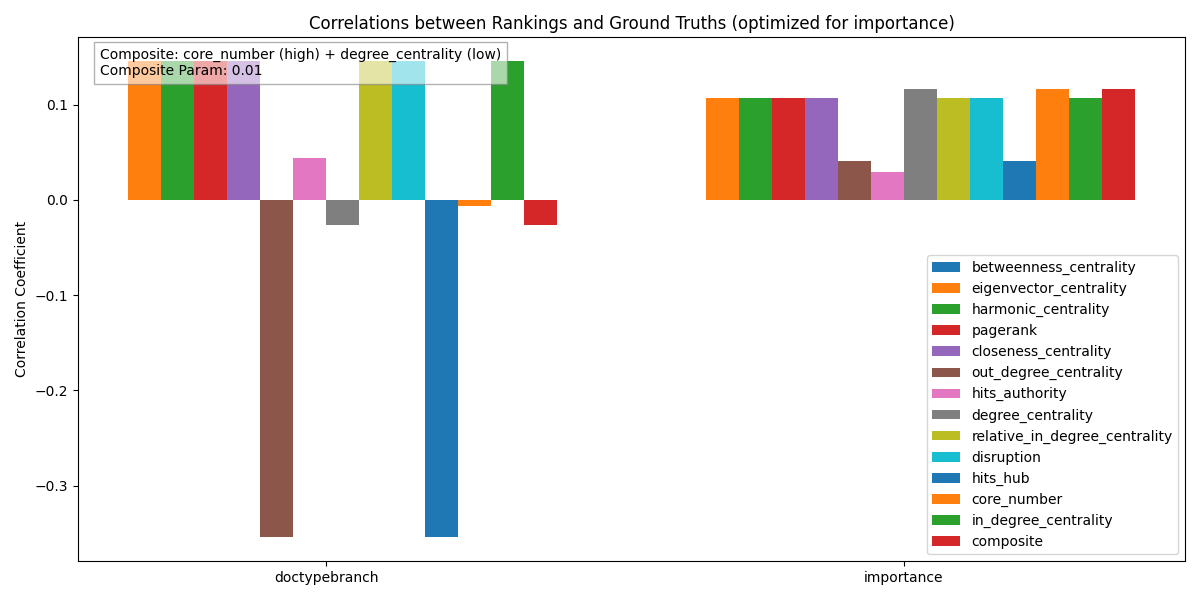 Correlations between Rankings and Ground Truths (optimized for importance)
Composite: core_number (high) + degree_centrality (low)
Composite Param: 0.01
Correlation Coefficient
0.1
0.0
−0.1
−0.2
−0.3
doctypebranch
importance
betweenness_centrality
eigenvector_centrality
harmonic_centrality
pagerank
closeness_centrality
out_degree_centrality
hits_authority
degree_centrality
relative_in_degree_centrality
disruption
hits_hub
core_number
in_degree_centrality
composite